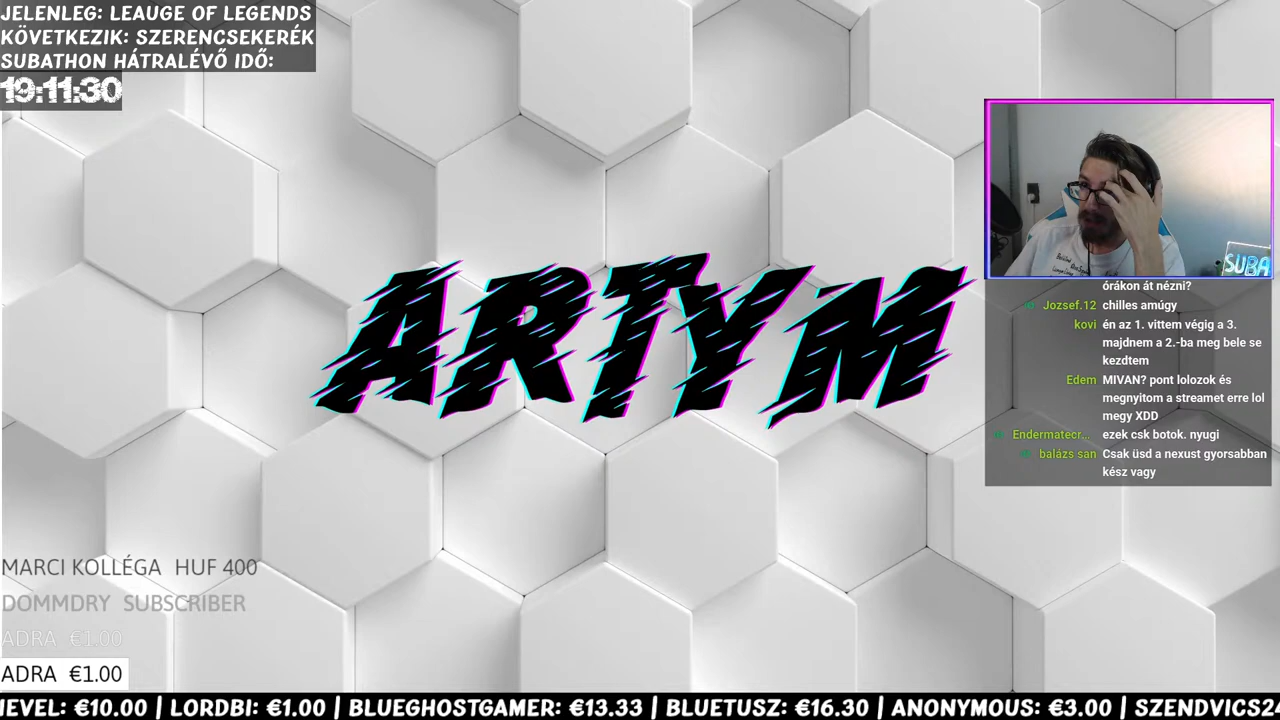 JELENLEG: LEAUGE OF LEGENDS
KÖVETKEZIK: SZERENCSEKERÉK
SUBATHON HÁTRALÉVŐ IDŐ:
19:11:30
ARTYM
SUBA
órákon át nézni?
Jozsef.12 chilles amúgy
kovi én az 1. vittem végig a 3.
majdnem a 2.-ba meg bele se
kezdtem
Edem MIVAN? pont lolozok és
megnyitom a streamet erre lol
megy XDD
Endermatecr... ezek csk botok. nyugi
balázs san Csak üsd a nexust gyorsabban
kész vagy
MARCI KOLLÉGA HUF 400
DOMMDRY SUBSCRIBER
ADRA €1.00
ADRA €1.00
IEVEL: €10.00 | LORDBI: €1.00 | BLUEGHOSTGAMER: €13.33 | BLUETUSZ: €16.30 | ANONYMOUS: €3.00 | SZENDVICS2